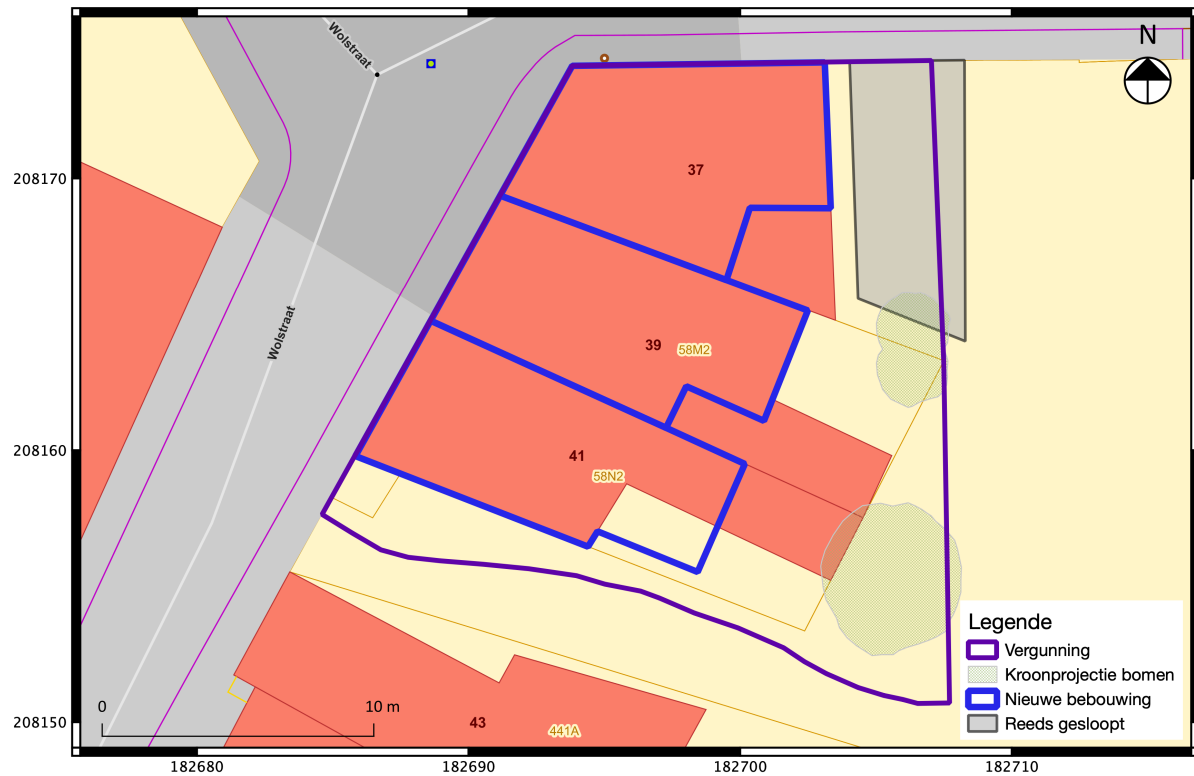 Wolstraat
N
37
208170
Wolstraat
39
58M2
208160
41
58N2
Legende
Vergunning
Kroonprojectie bomen
Nieuwe bebouwing
Reeds gesloopt
0
10 m
43
441A
208150
182680
182690
182700
182710